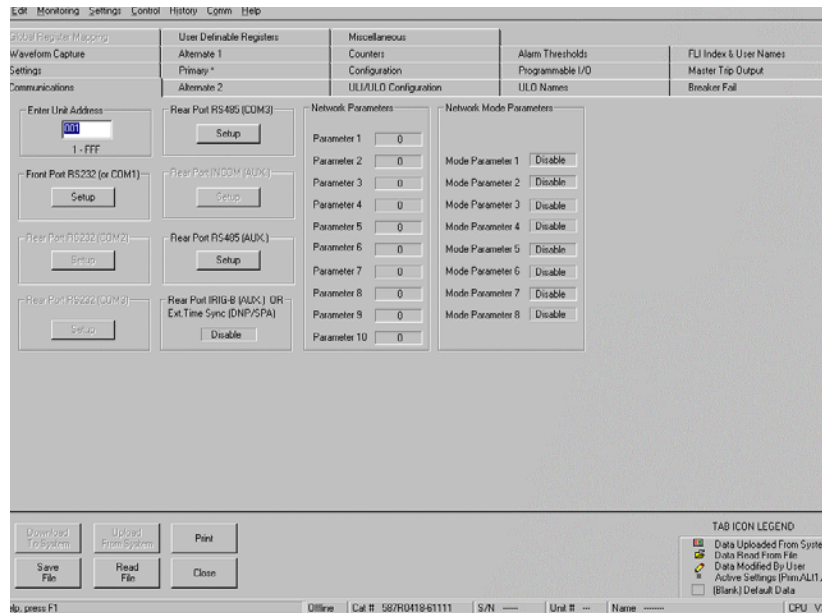 Edit Monitoring Settings Control History Comm Help
Global Register Mapping User Definable Registers Miscellaneous
Waveform Capture Alternate 1 Counters Alarm Thresholds FLI Index & User Names
Settings Primary * Configuration Programmable I/O Master Trip Output
Communications Alternate 2 ULI/ULO Configuration ULO Names Breaker Fail
Enter Unit Address
001
1 - FFF
Front Port RS232 (or COM1)
Setup
Rear Port RS232 (COM2)
Setup
Rear Port RS232 (COM3)
Setup
Rear Port RS485 (COM3)
Setup
Rear Port INCOM (AUX.)
Setup
Rear Port RS485 (AUX.)
Setup
Rear Port IRIG-B (AUX.) OR
Ext.Time Sync (DNP/SPA)
Disable
Network Parameters
Parameter 1 0
Parameter 2 0
Parameter 3 0
Parameter 4 0
Parameter 5 0
Parameter 6 0
Parameter 7 0
Parameter 8 0
Parameter 9 0
Parameter 10 0
Network Mode Parameters
Mode Parameter 1 Disable
Mode Parameter 2 Disable
Mode Parameter 3 Disable
Mode Parameter 4 Disable
Mode Parameter 5 Disable
Mode Parameter 6 Disable
Mode Parameter 7 Disable
Mode Parameter 8 Disable
Download
To System
Upload
From System
Print
Save
File
Read
File
Close
TAB ICON LEGEND
Data Uploaded From Syste
Data Read From File
Data Modified By User
* Active Settings (Prim,Alt1,
(Blank) Default Data
elp, press F1 Offline Cat # 587R0418-61111 S/N ---- Unit # --- Name ------ CPU V